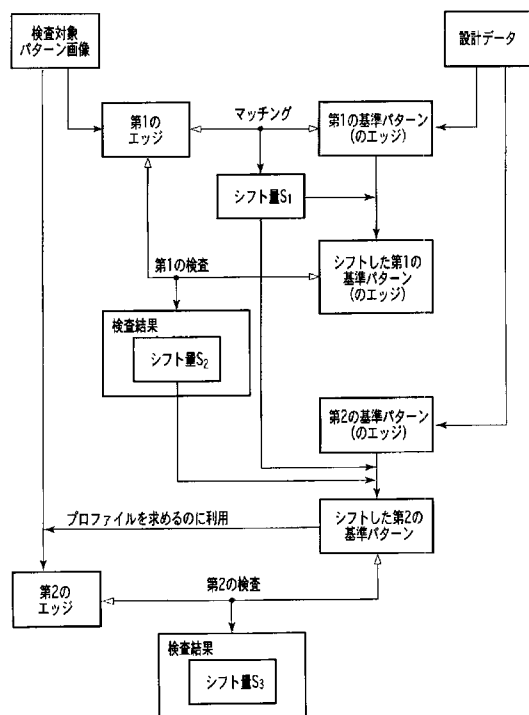 検査対象
パターン画像
設計データ
第1の
エッジ
マッチング
第1の基準パターン
(のエッジ)
シフト量S1
第1の検査
シフトした第1の
基準パターン
(のエッジ)
検査結果
シフト量S2
第2の基準パターン
(のエッジ)
プロファイルを求めるのに利用
シフトした第2の
基準パターン
第2の
エッジ
第2の検査
検査結果
シフト量S3